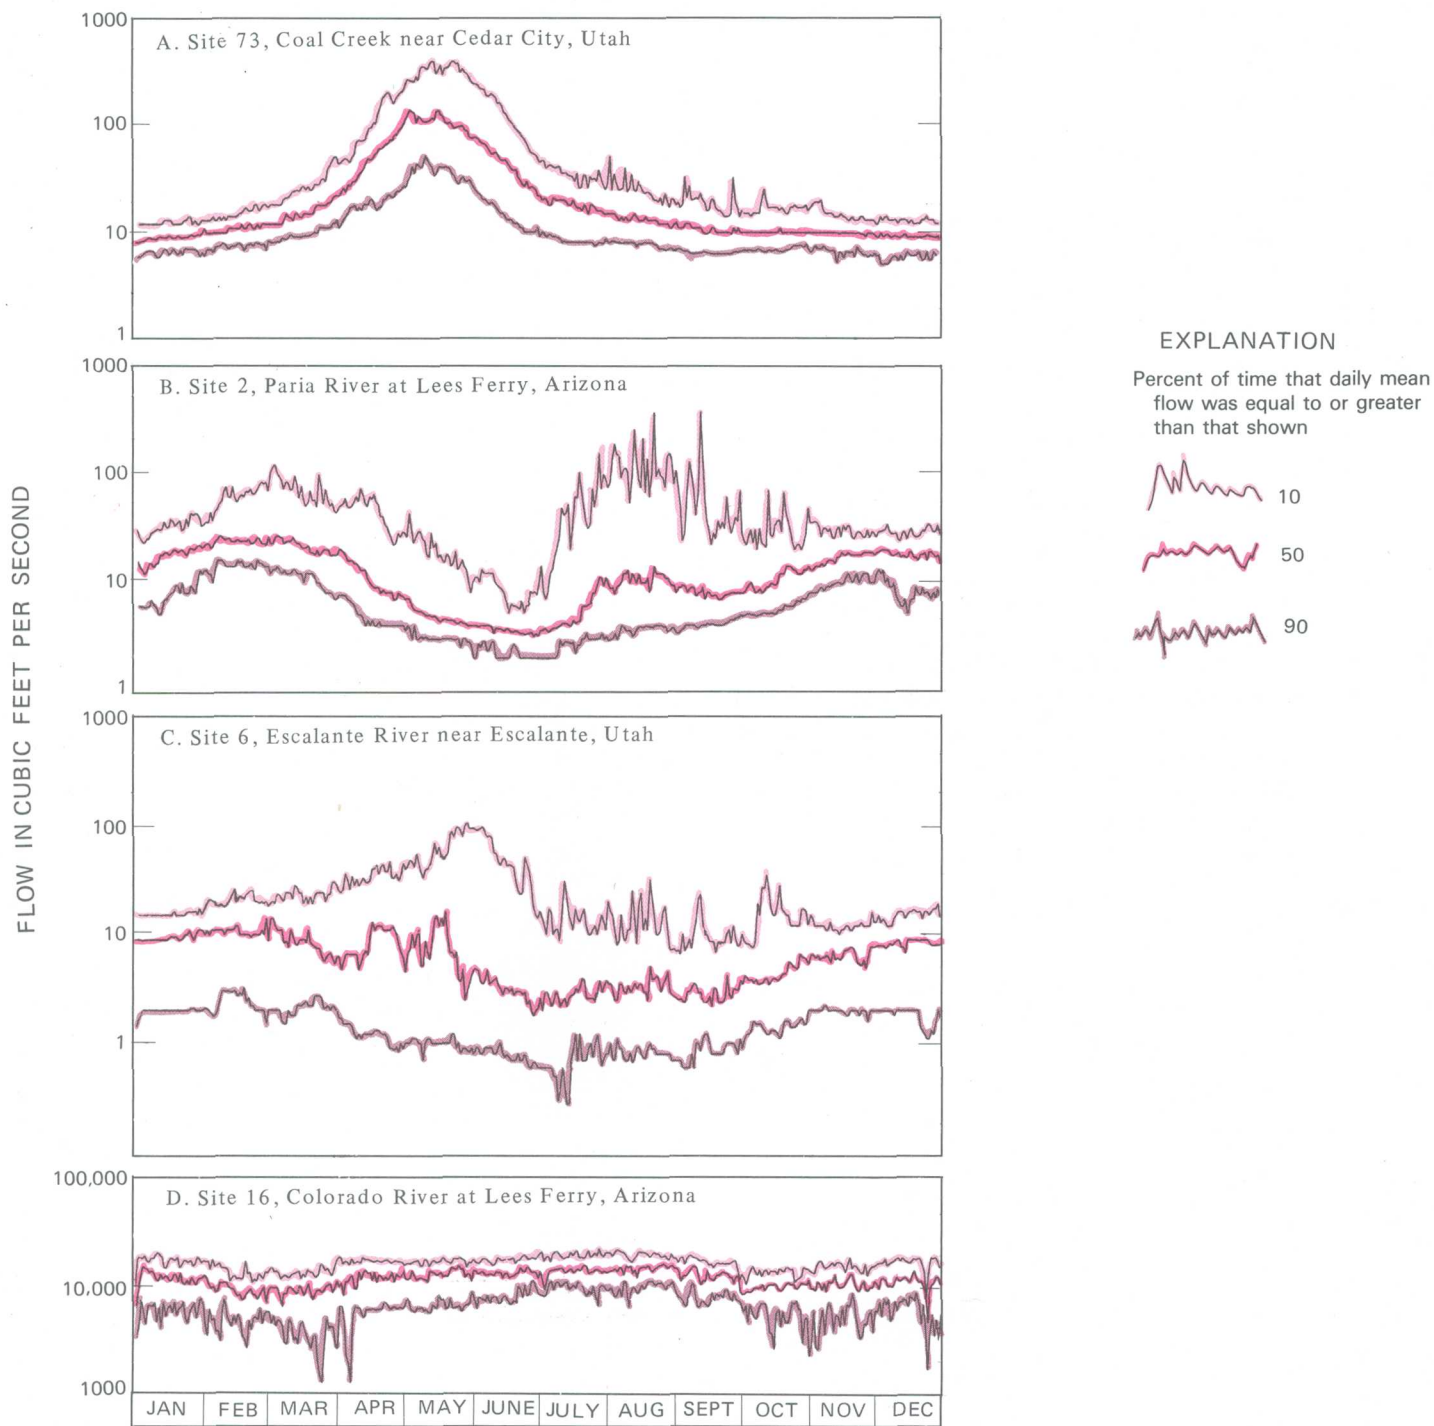 FLOW IN CUBIC FEET PER SECOND
A. Site 73, Coal Creek near Cedar City, Utah
1000
100
10
1
B. Site 2, Paria River at Lees Ferry, Arizona
1000
100
10
1
C. Site 6, Escalante River near Escalante, Utah
1000
100
10
1
D. Site 16, Colorado River at Lees Ferry, Arizona
100,000
10,000
1000
JAN FEB MAR APR MAY JUNE JULY AUG SEPT OCT NOV DEC
EXPLANATION
Percent of time that daily mean
flow was equal to or greater
than that shown
10
50
90